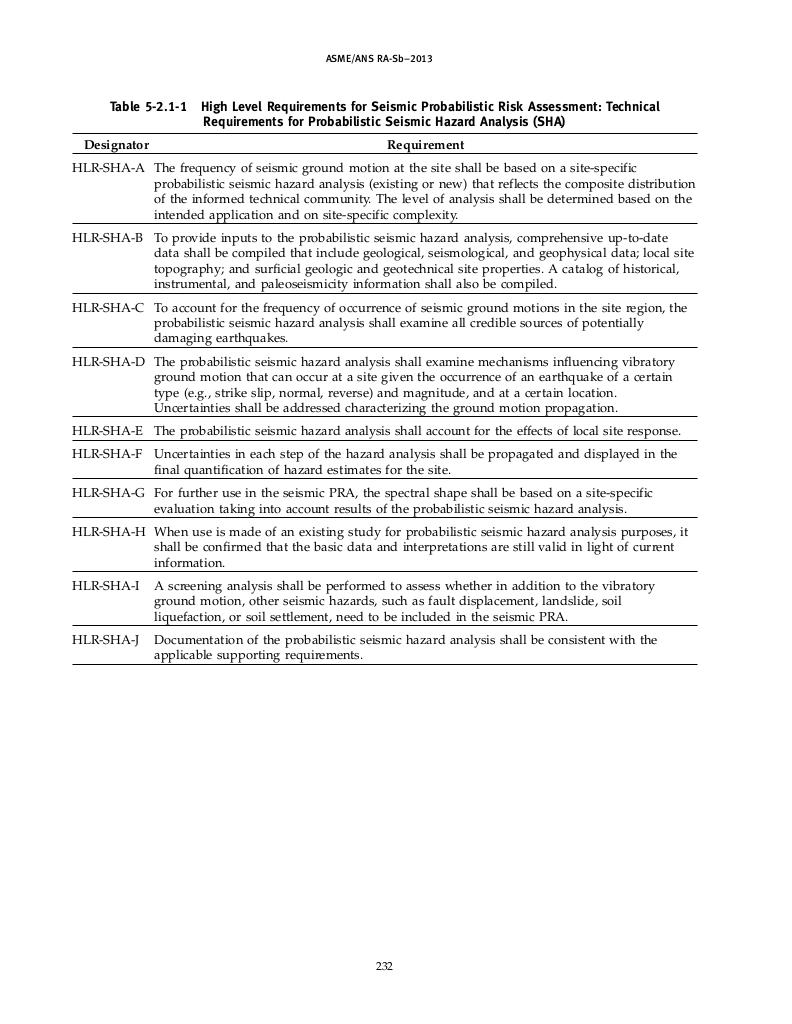 ASME/ANS RA-Sb–2013
Table 5-2.1-1 High Level Requirements for Seismic Probabilistic Risk Assessment: Technical
Requirements for Probabilistic Seismic Hazard Analysis (SHA)
Designator Requirement
HLR-SHA-A The frequency of seismic ground motion at the site shall be based on a site-specific
probabilistic seismic hazard analysis (existing or new) that reflects the composite distribution
of the informed technical community. The level of analysis shall be determined based on the
intended application and on site-specific complexity.
HLR-SHA-B To provide inputs to the probabilistic seismic hazard analysis, comprehensive up-to-date
data shall be compiled that include geological, seismological, and geophysical data; local site
topography; and surficial geologic and geotechnical site properties. A catalog of historical,
instrumental, and paleoseismicity information shall also be compiled.
HLR-SHA-C To account for the frequency of occurrence of seismic ground motions in the site region, the
probabilistic seismic hazard analysis shall examine all credible sources of potentially
damaging earthquakes.
HLR-SHA-D The probabilistic seismic hazard analysis shall examine mechanisms influencing vibratory
ground motion that can occur at a site given the occurrence of an earthquake of a certain
type (e.g., strike slip, normal, reverse) and magnitude, and at a certain location.
Uncertainties shall be addressed characterizing the ground motion propagation.
HLR-SHA-E The probabilistic seismic hazard analysis shall account for the effects of local site response.
HLR-SHA-F Uncertainties in each step of the hazard analysis shall be propagated and displayed in the
final quantification of hazard estimates for the site.
HLR-SHA-G For further use in the seismic PRA, the spectral shape shall be based on a site-specific
evaluation taking into account results of the probabilistic seismic hazard analysis.
HLR-SHA-H When use is made of an existing study for probabilistic seismic hazard analysis purposes, it
shall be confirmed that the basic data and interpretations are still valid in light of current
information.
HLR-SHA-I A screening analysis shall be performed to assess whether in addition to the vibratory
ground motion, other seismic hazards, such as fault displacement, landslide, soil
liquefaction, or soil settlement, need to be included in the seismic PRA.
HLR-SHA-J Documentation of the probabilistic seismic hazard analysis shall be consistent with the
applicable supporting requirements.
232